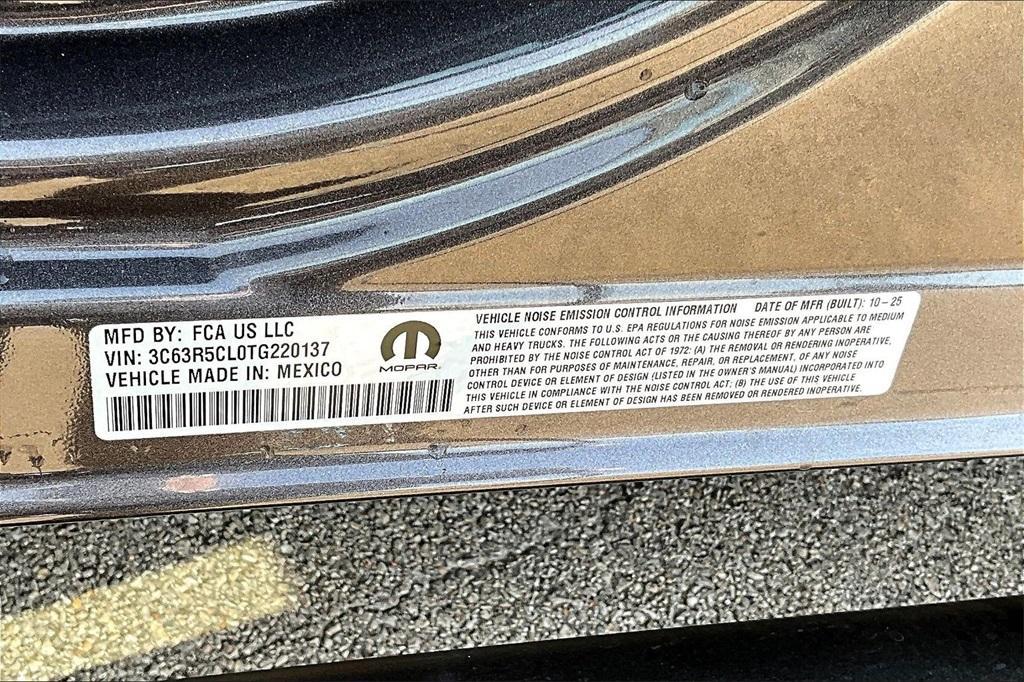 MFD BY: FCA US LLC
VIN: 3C63R5CL0TG220137
VEHICLE MADE IN: MEXICO
MOPAR®
VEHICLE NOISE EMISSION CONTROL INFORMATION DATE OF MFR (BUILT): 10-25
THIS VEHICLE CONFORMS TO U.S. EPA REGULATIONS FOR NOISE EMISSION APPLICABLE TO MEDIUM
AND HEAVY TRUCKS. THE FOLLOWING ACTS OR THE CAUSING THEREOF BY ANY PERSON ARE
PROHIBITED BY THE NOISE CONTROL ACT OF 1972: (A) THE REMOVAL OR RENDERING INOPERATIVE,
OTHER THAN FOR PURPOSES OF MAINTENANCE, REPAIR, OR REPLACEMENT, OF ANY NOISE
CONTROL DEVICE OR ELEMENT OF DESIGN (LISTED IN THE OWNER'S MANUAL) INCORPORATED INTO
THIS VEHICLE IN COMPLIANCE WITH THE NOISE CONTROL ACT; (B) THE USE OF THIS VEHICLE
AFTER SUCH DEVICE OR ELEMENT OF DESIGN HAS BEEN REMOVED OR RENDERED INOPERATIVE.